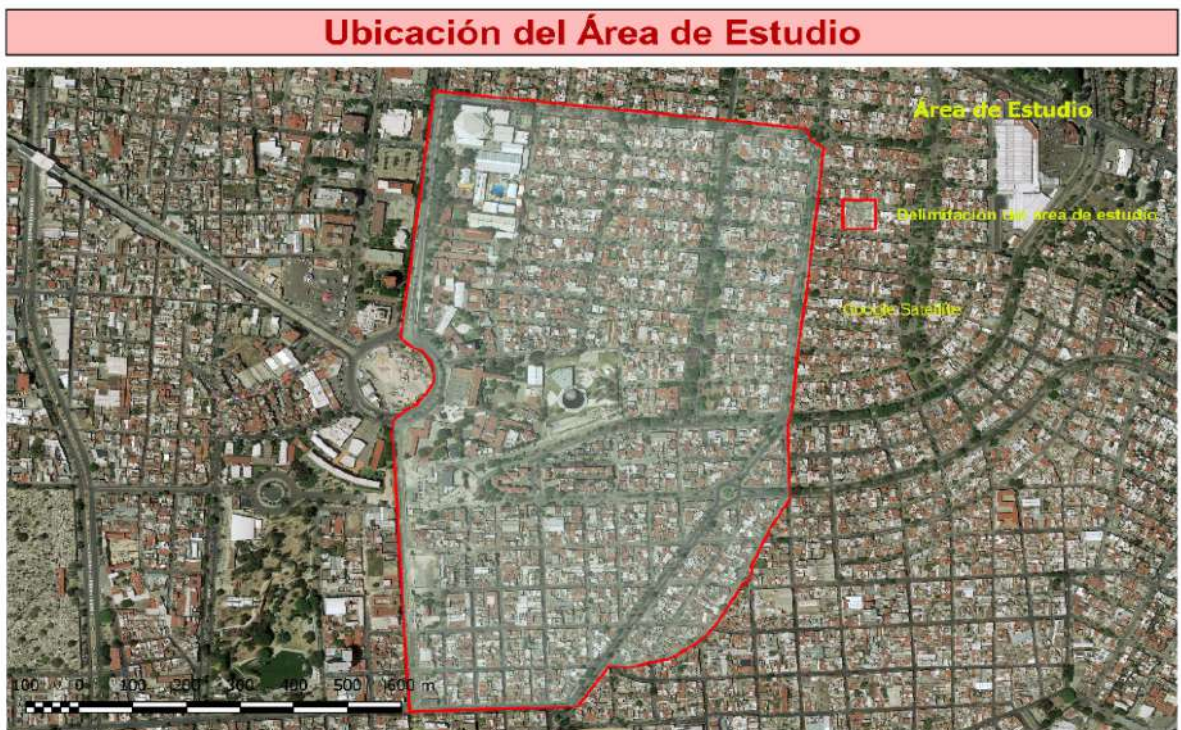 Ubicación del Área de Estudio
Área de Estudio
Delimitación del área de estudio
Google Satellite
100 0 100 200 300 400 500 600 m